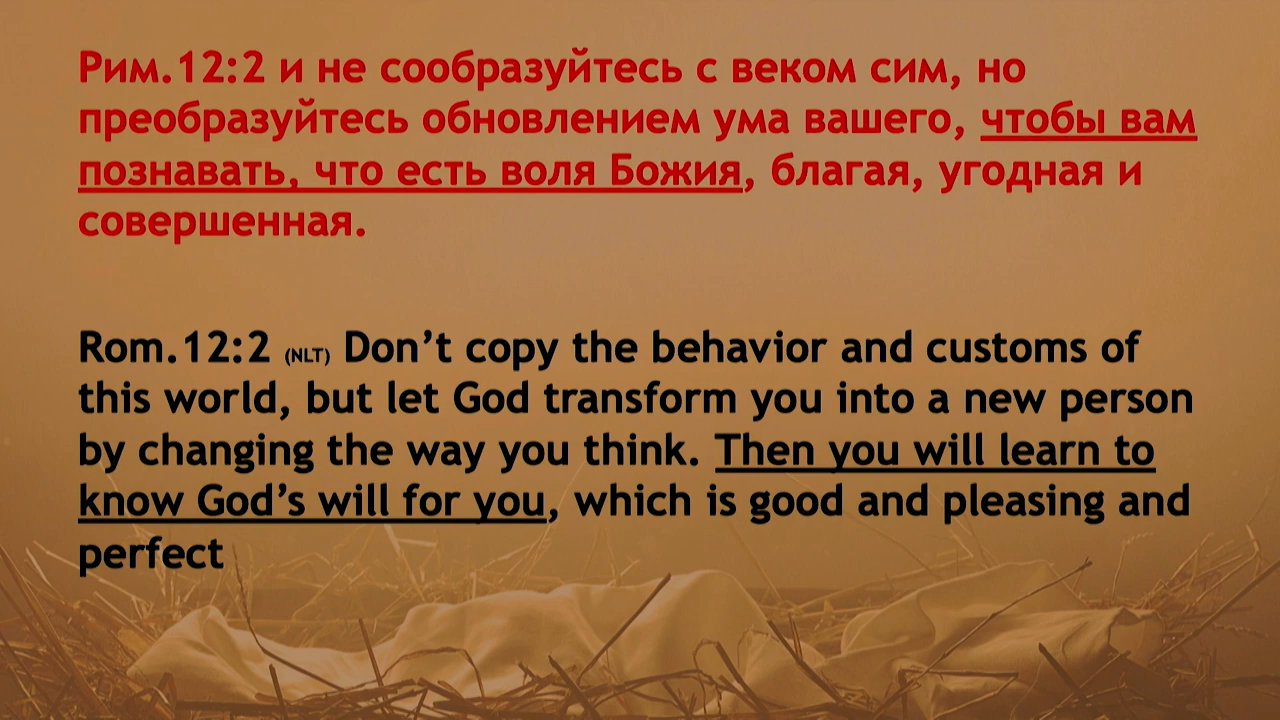 Рим.12:2 и не сообразуйтесь с веком сим, но
преобразуйтесь обновлением ума вашего, чтобы вам
познавать, что есть воля Божия, благая, угодная и
совершенная.
Rom.12:2 (NLT) Don’t copy the behavior and customs of
this world, but let God transform you into a new person
by changing the way you think. Then you will learn to
know God’s will for you, which is good and pleasing and
perfect